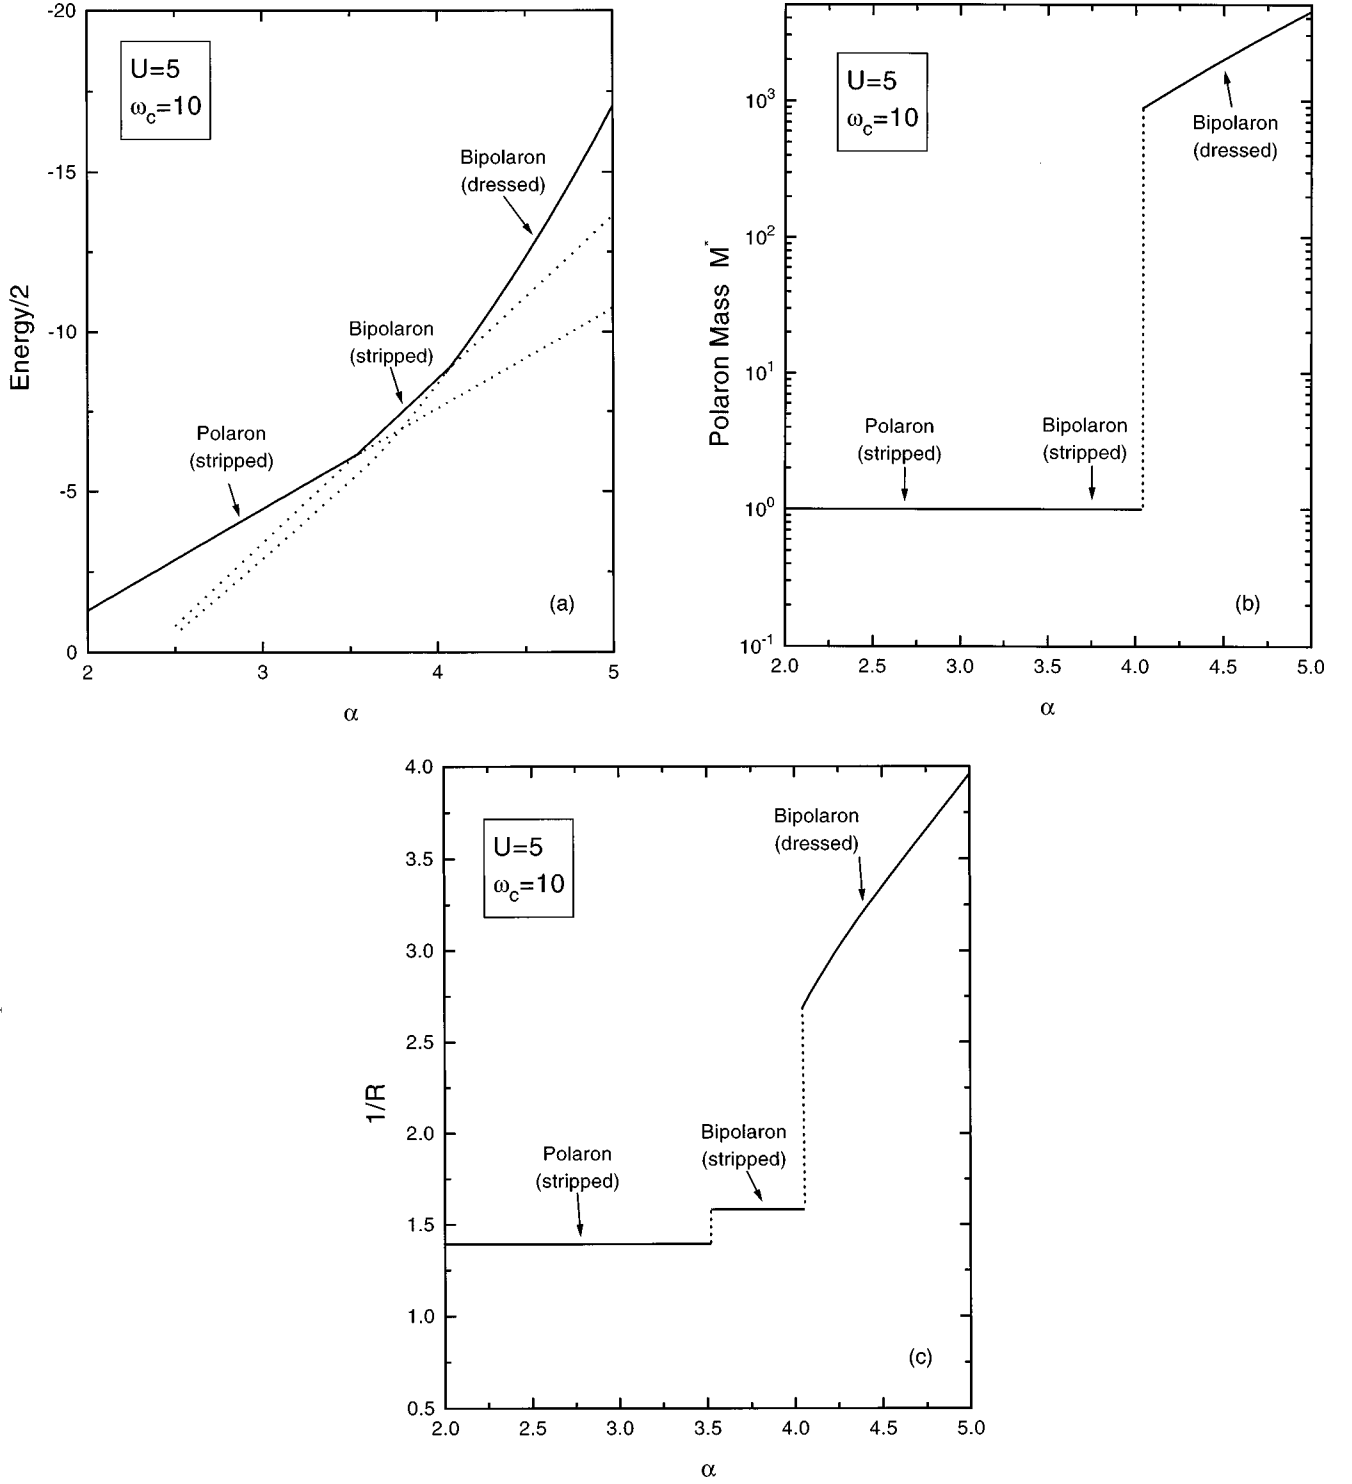 -20
-15
-10
-5
0
2
3
4
5
Energy/2
α
U=5
ω_c=10
Bipolaron
(dressed)
Bipolaron
(stripped)
Polaron
(stripped)
(a)
10^3
10^2
10^1
10^0
10^-1
2.0 2.5 3.0 3.5 4.0 4.5 5.0
Polaron Mass M*
α
U=5
ω_c=10
Bipolaron
(dressed)
Polaron
(stripped)
Bipolaron
(stripped)
(b)
4.0
3.5
3.0
2.5
2.0
1.5
1.0
0.5
2.0 2.5 3.0 3.5 4.0 4.5 5.0
1/R
α
U=5
ω_c=10
Bipolaron
(dressed)
Bipolaron
(stripped)
Polaron
(stripped)
(c)